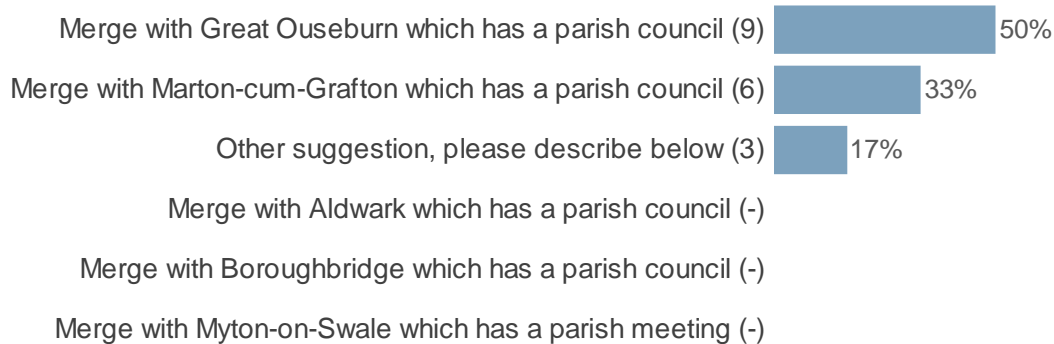 Merge with Great Ouseburn which has a parish council (9) 50%
Merge with Marton-cum-Grafton which has a parish council (6) 33%
Other suggestion, please describe below (3) 17%
Merge with Aldwark which has a parish council (-)
Merge with Boroughbridge which has a parish council (-)
Merge with Myton-on-Swale which has a parish meeting (-)